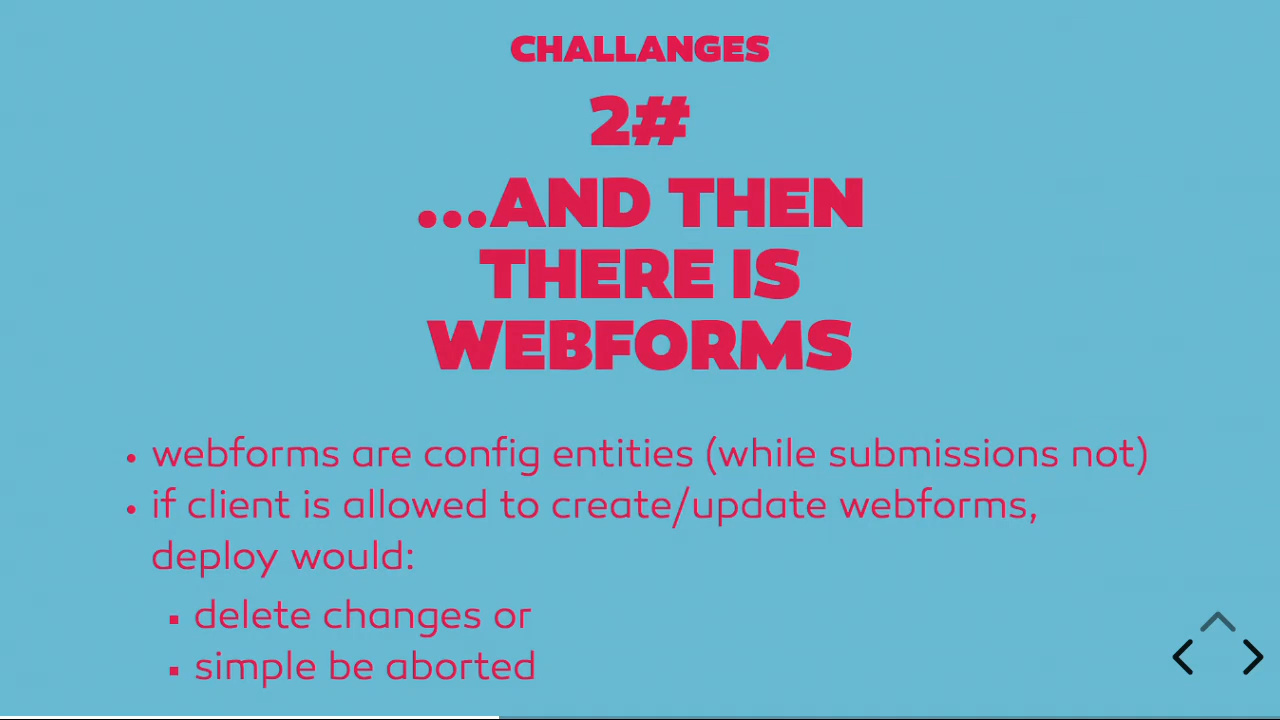 CHALLANGES
2#
...AND THEN
THERE IS
WEBFORMS
• webforms are config entities (while submissions not)
• if client is allowed to create/update webforms,
deploy would:
▪ delete changes or
▪ simple be aborted